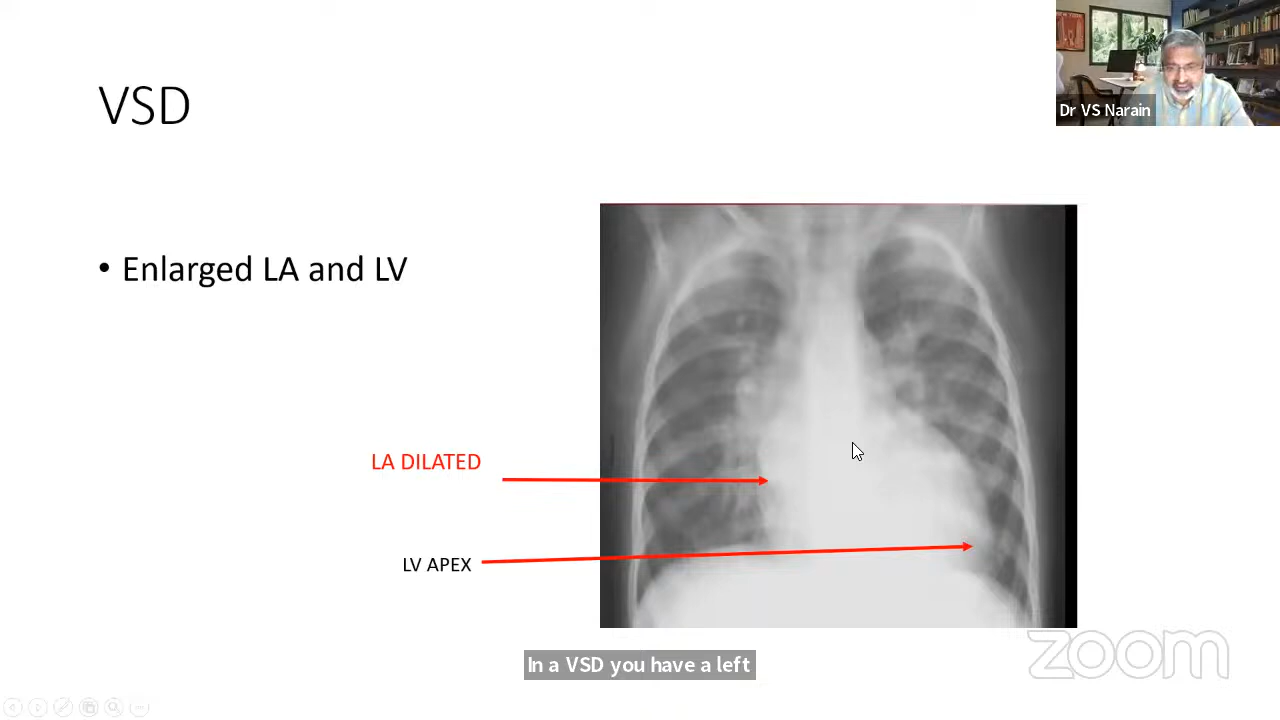 Dr VS Narain
VSD
• Enlarged LA and LV
LA DILATED
LV APEX
In a VSD you have a left
zoom